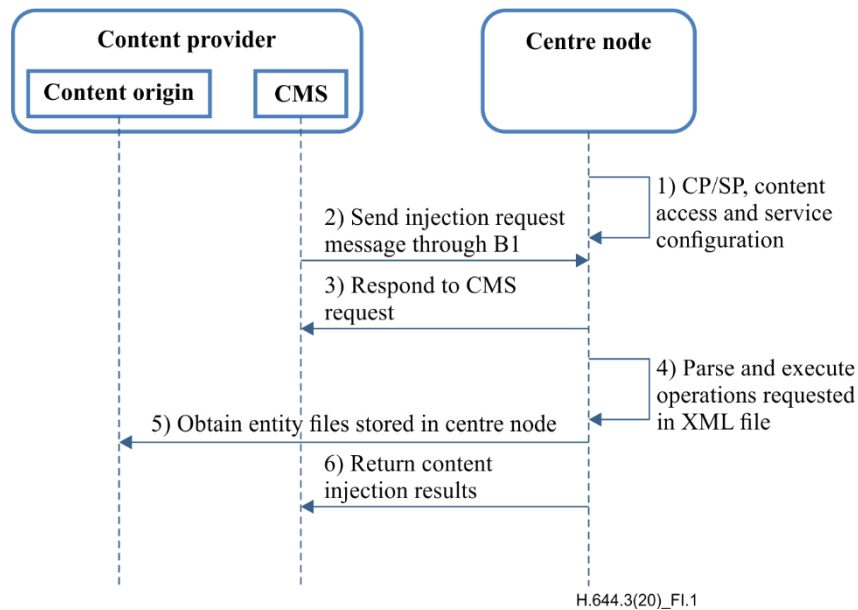 Content provider
Centre node
Content origin
CMS
1) CP/SP, content
access and service
configuration
2) Send injection request
message through B1
3) Respond to CMS
request
4) Parse and execute
operations requested
in XML file
5) Obtain entity files stored in centre node
6) Return content
injection results
H.644.3(20)_FI.1